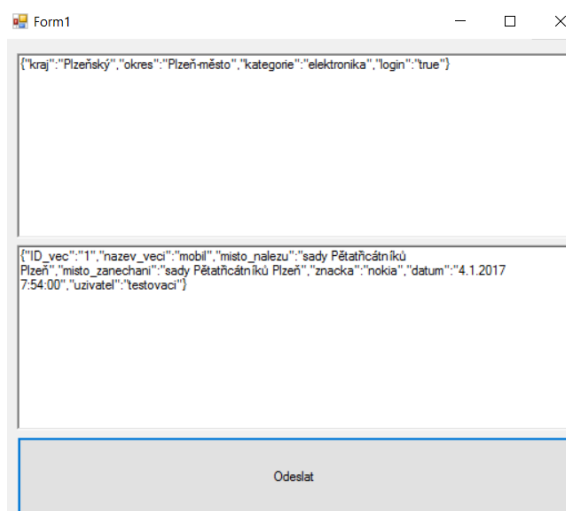 Form1
{"kraj":"Plzeňský","okres":"Plzeň-město","kategorie":"elektronika","login":"true"}
{"ID_vec":"1","nazev_veci":"mobil","misto_nalezu":"sady Pětatřicátníků
Plzeň","misto_zanechani":"sady Pětatřicátníků Plzeň","znacka":"nokia","datum":"4.1.2017
7:54:00","uzivatel":"testovaci"}
Odeslat